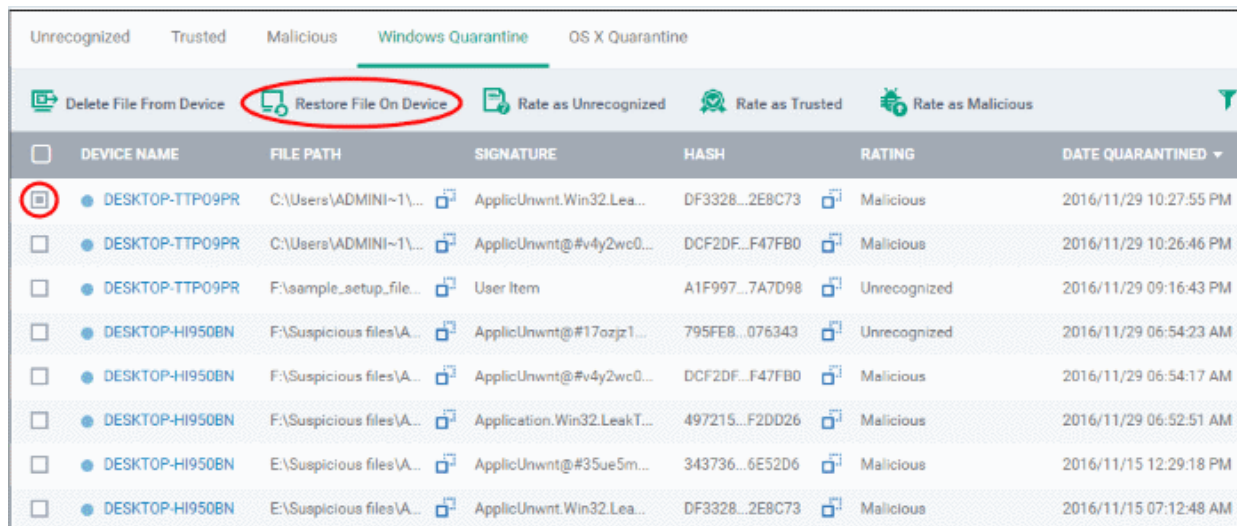 Unrecognized Trusted Malicious Windows Quarantine OS X Quarantine
Delete File From Device Restore File On Device Rate as Unrecognized Rate as Trusted Rate as Malicious
DEVICE NAME FILE PATH SIGNATURE HASH RATING DATE QUARANTINED
DESKTOP-TTPO9PR C:\Users\ADMINI~1\... ApplicUnwnt.Win32.Lea... DF3328...2E8C73 Malicious 2016/11/29 10:27:55 PM
DESKTOP-TTPO9PR C:\Users\ADMINI~1\... ApplicUnwnt@#v4y2wc0... DCF2DF...F47FB0 Malicious 2016/11/29 10:26:46 PM
DESKTOP-TTPO9PR F:\sample_setup_file... User Item A1F997...7A7D98 Unrecognized 2016/11/29 09:16:43 PM
DESKTOP-HI950BN F:\Suspicious files\A... ApplicUnwnt@#17ozjz1... 795FE8...076343 Unrecognized 2016/11/29 06:54:23 AM
DESKTOP-HI950BN F:\Suspicious files\A... ApplicUnwnt@#v4y2wc0... DCF2DF...F47FB0 Malicious 2016/11/29 06:54:17 AM
DESKTOP-HI950BN F:\Suspicious files\A... Application.Win32.LeakT... 497215...F2DD26 Malicious 2016/11/29 06:52:51 AM
DESKTOP-HI950BN E:\Suspicious files\A... ApplicUnwnt@#35ue5m... 343736...6E52D6 Malicious 2016/11/15 12:29:18 PM
DESKTOP-HI950BN E:\Suspicious files\A... ApplicUnwnt.Win32.Lea... DF3328...2E8C73 Malicious 2016/11/15 07:12:48 AM